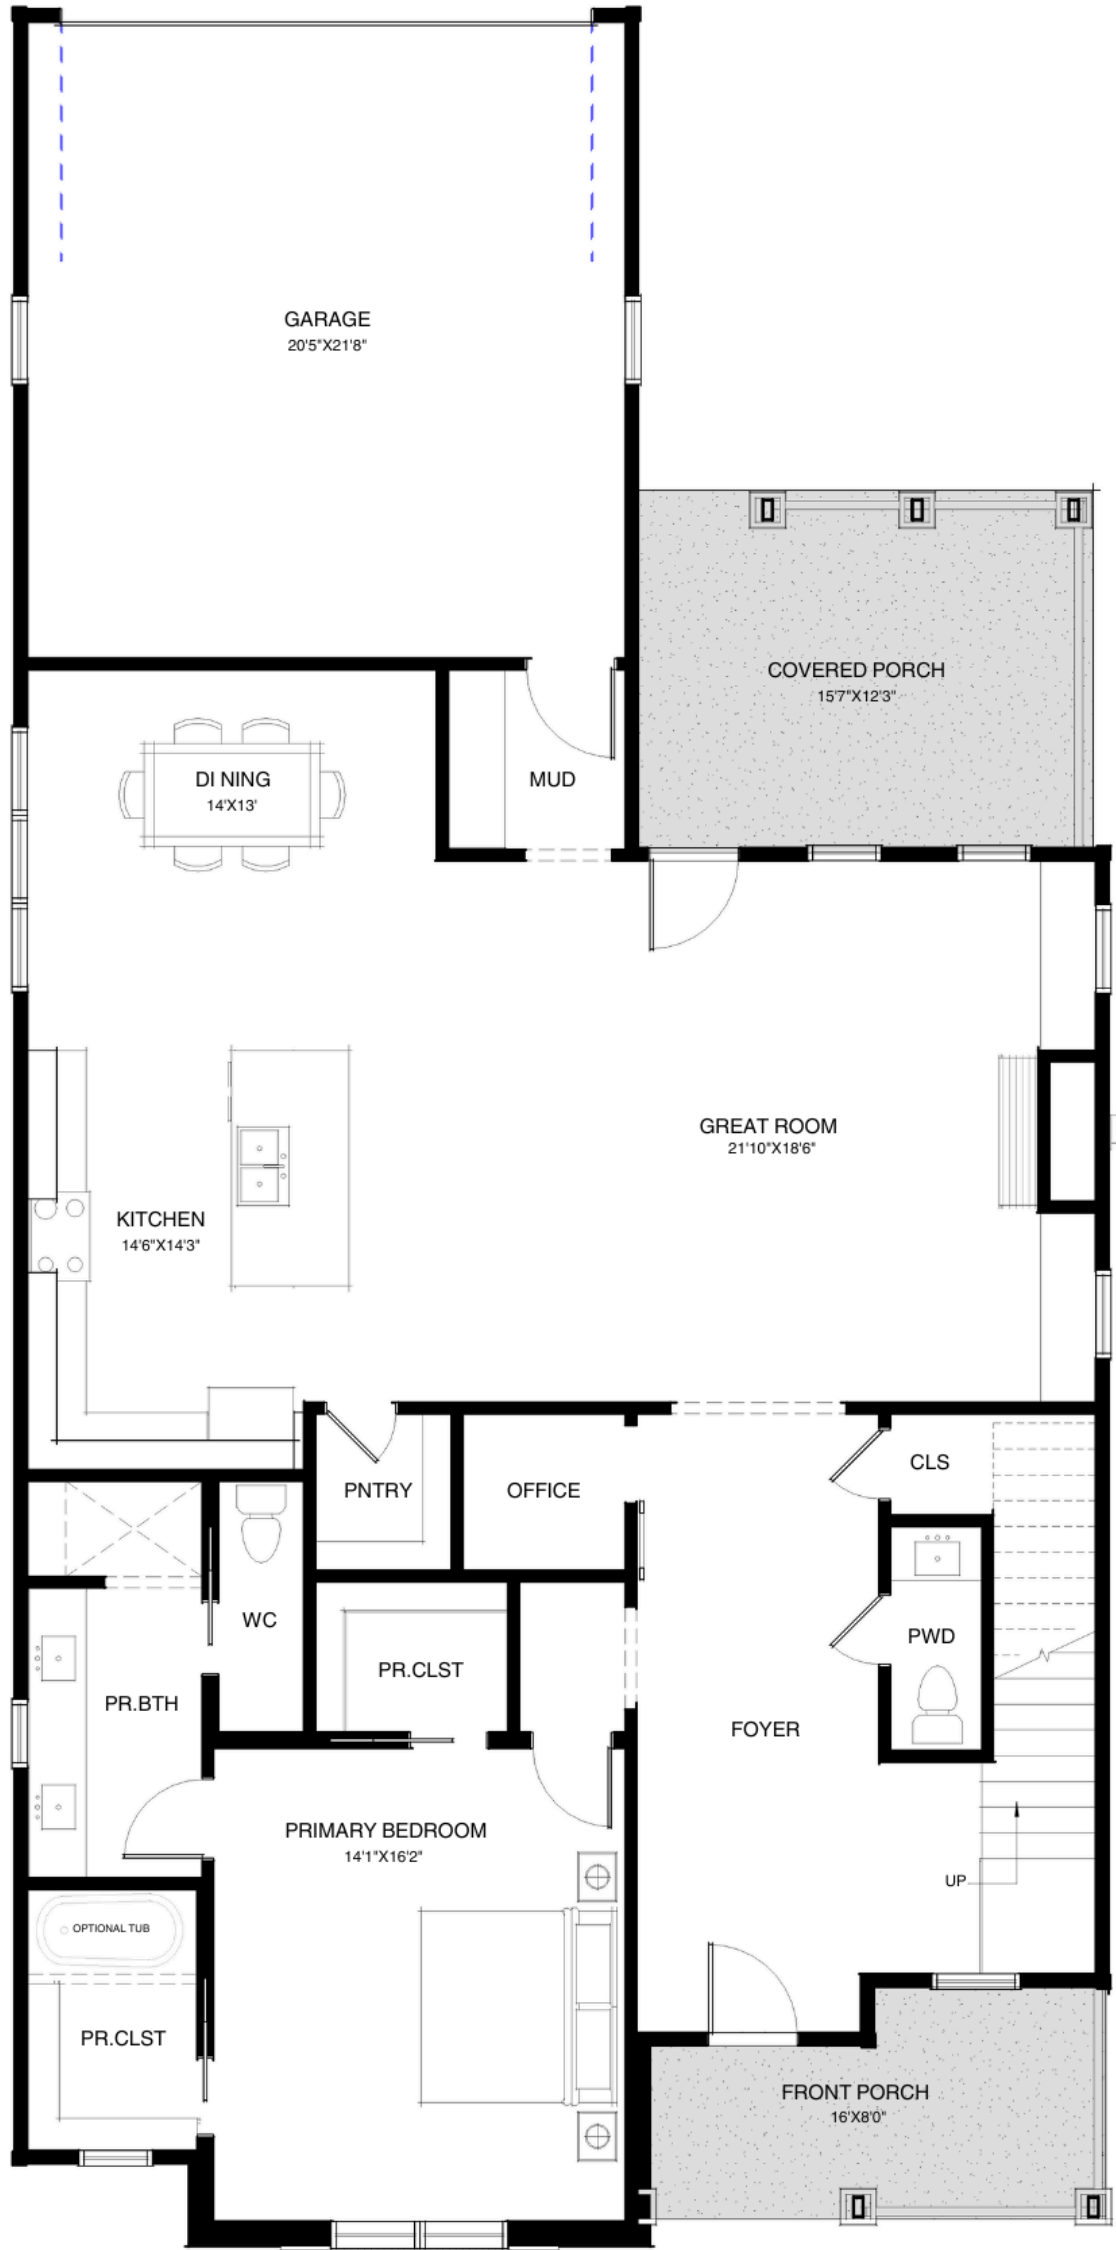 GARAGE
20'5"X21'8"
COVERED PORCH
15'7"X12'3"
DI NING
14'X13'
MUD
GREAT ROOM
21'10"X18'6"
KITCHEN
14'6"X14'3"
PNTRY
OFFICE
CLS
WC
PWD
PR.CLST
PR.BTH
FOYER
PRIMARY BEDROOM
14'1"X16'2"
UP
OPTIONAL TUB
PR.CLST
FRONT PORCH
16'X8'0"